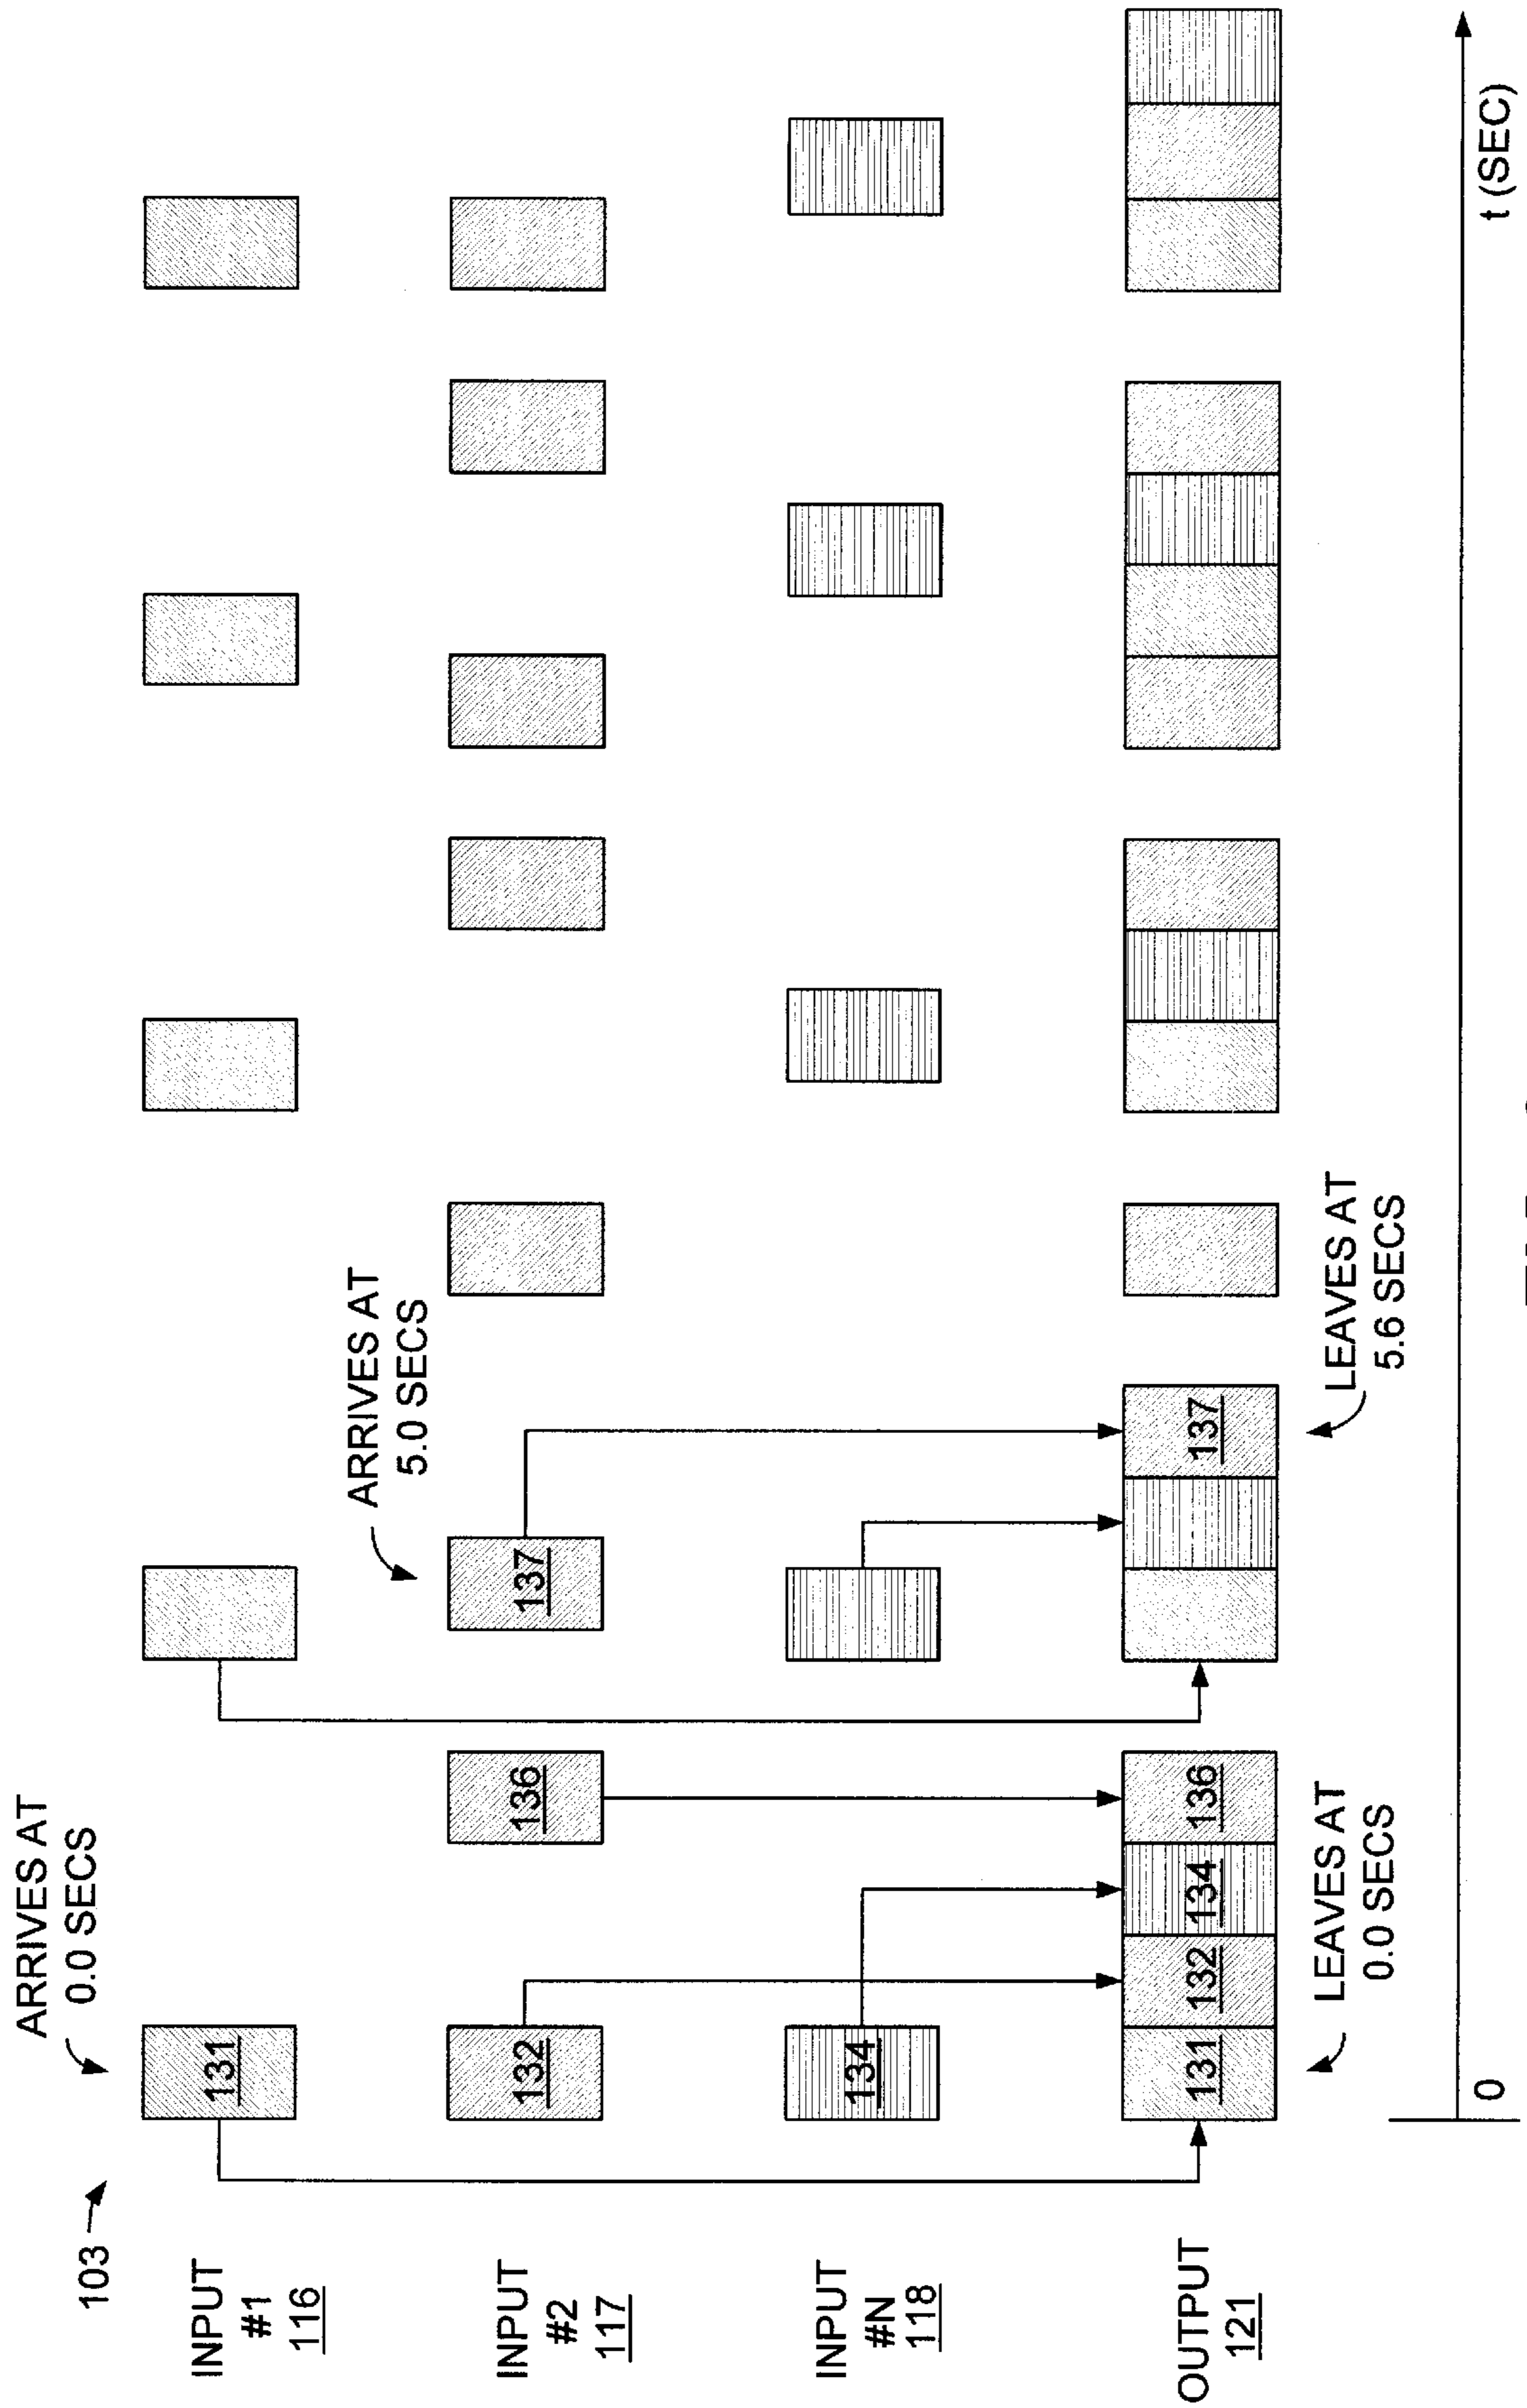 103
ARRIVES AT
0.0 SECS
INPUT
#1
116
131
ARRIVES AT
5.0 SECS
INPUT
#2
117
132
136
137
INPUT
#N
118
134
OUTPUT
121
131
132
134
136
137
LEAVES AT
0.0 SECS
LEAVES AT
5.6 SECS
0
t (SEC)